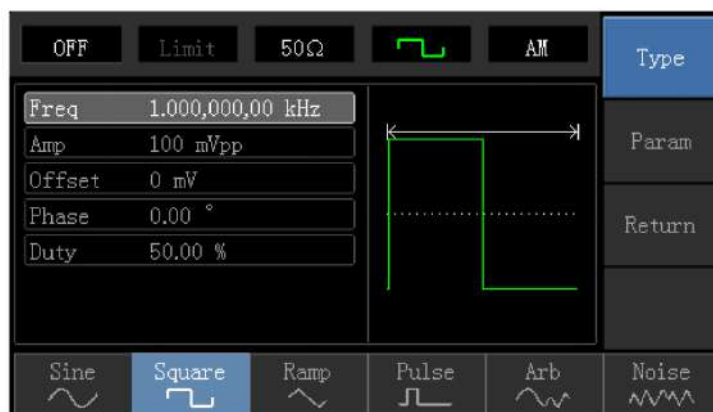 OFF Limit 50Ω AM Type
Freq 1.000,000,00 kHz
Amp 100 mVpp
Offset 0 mV
Phase 0.00 °
Duty 50.00 %
Param
Return
Sine Square Ramp Pulse Arb Noise